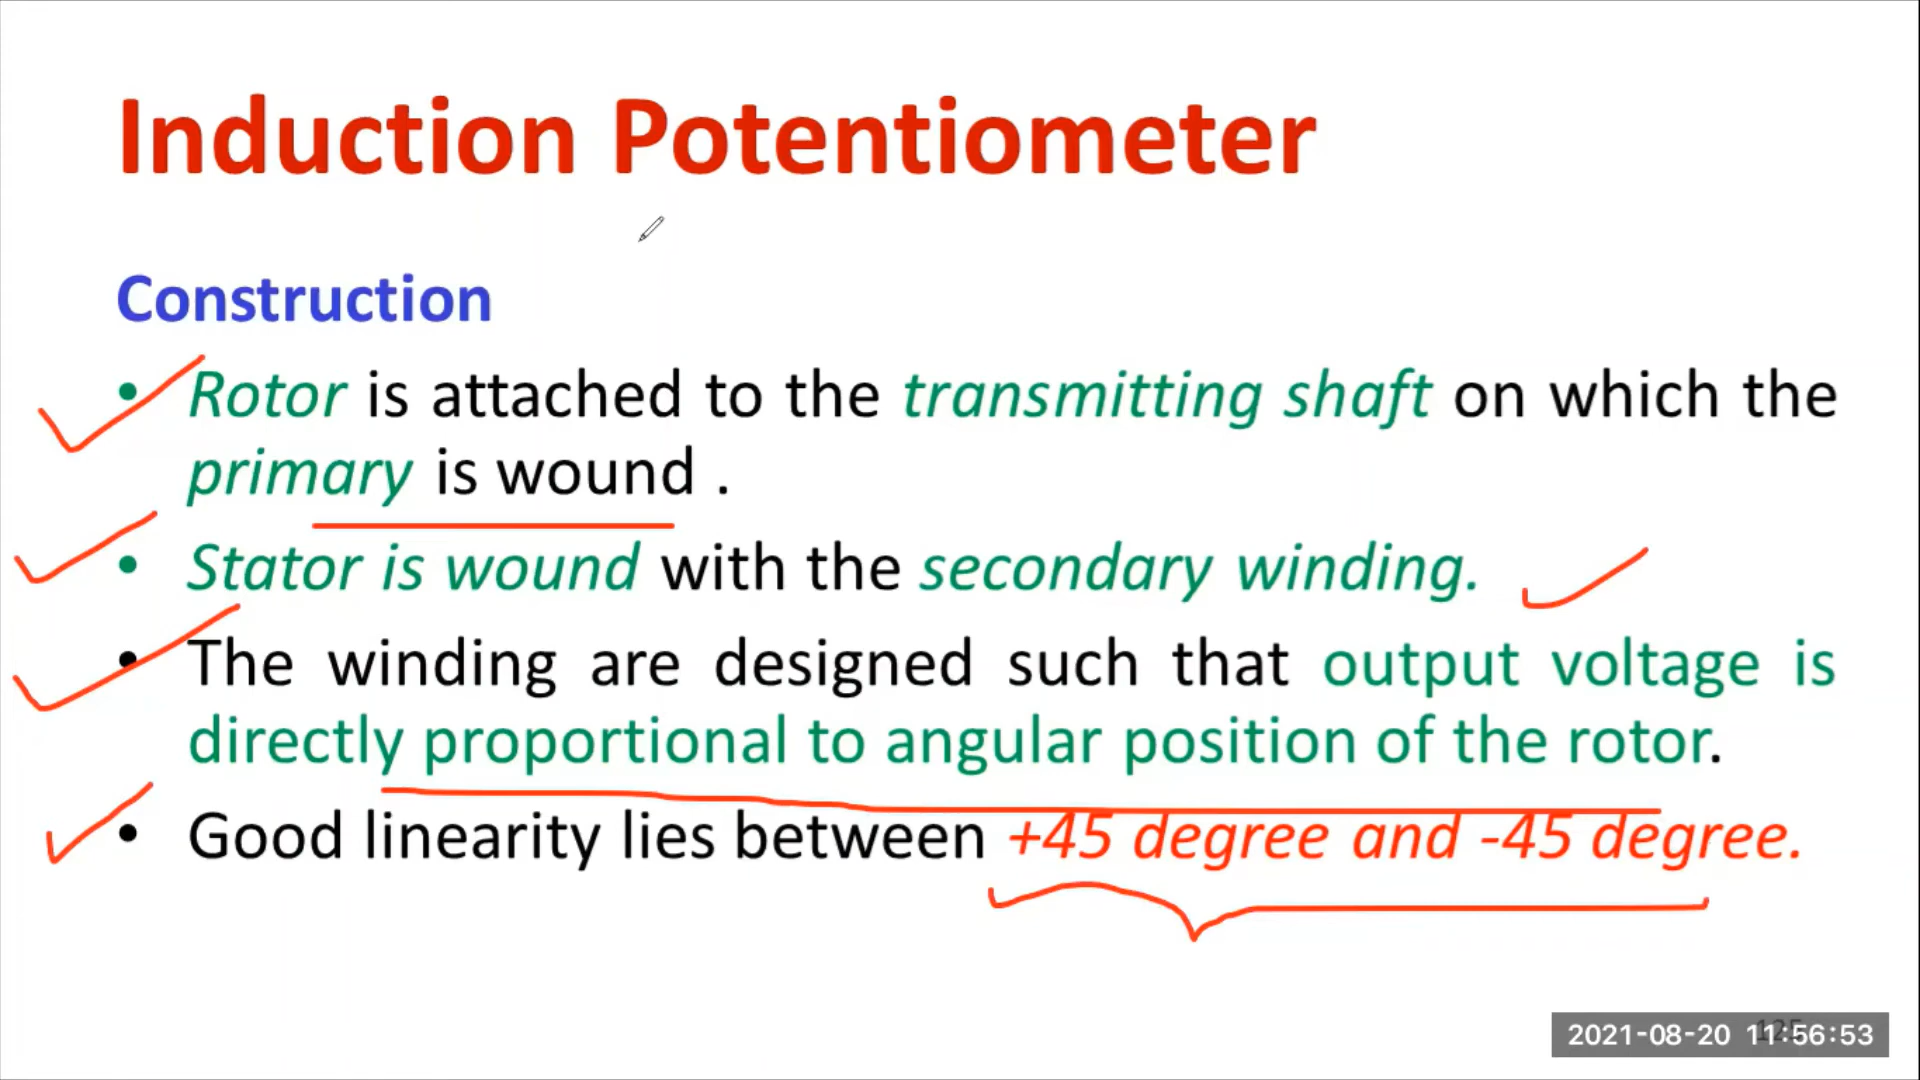 Induction Potentiometer
Construction
• Rotor is attached to the transmitting shaft on which the
primary is wound .
• Stator is wound with the secondary winding.
• The winding are designed such that output voltage is
directly proportional to angular position of the rotor.
• Good linearity lies between +45 degree and -45 degree.
2021-08-20 11:56:53